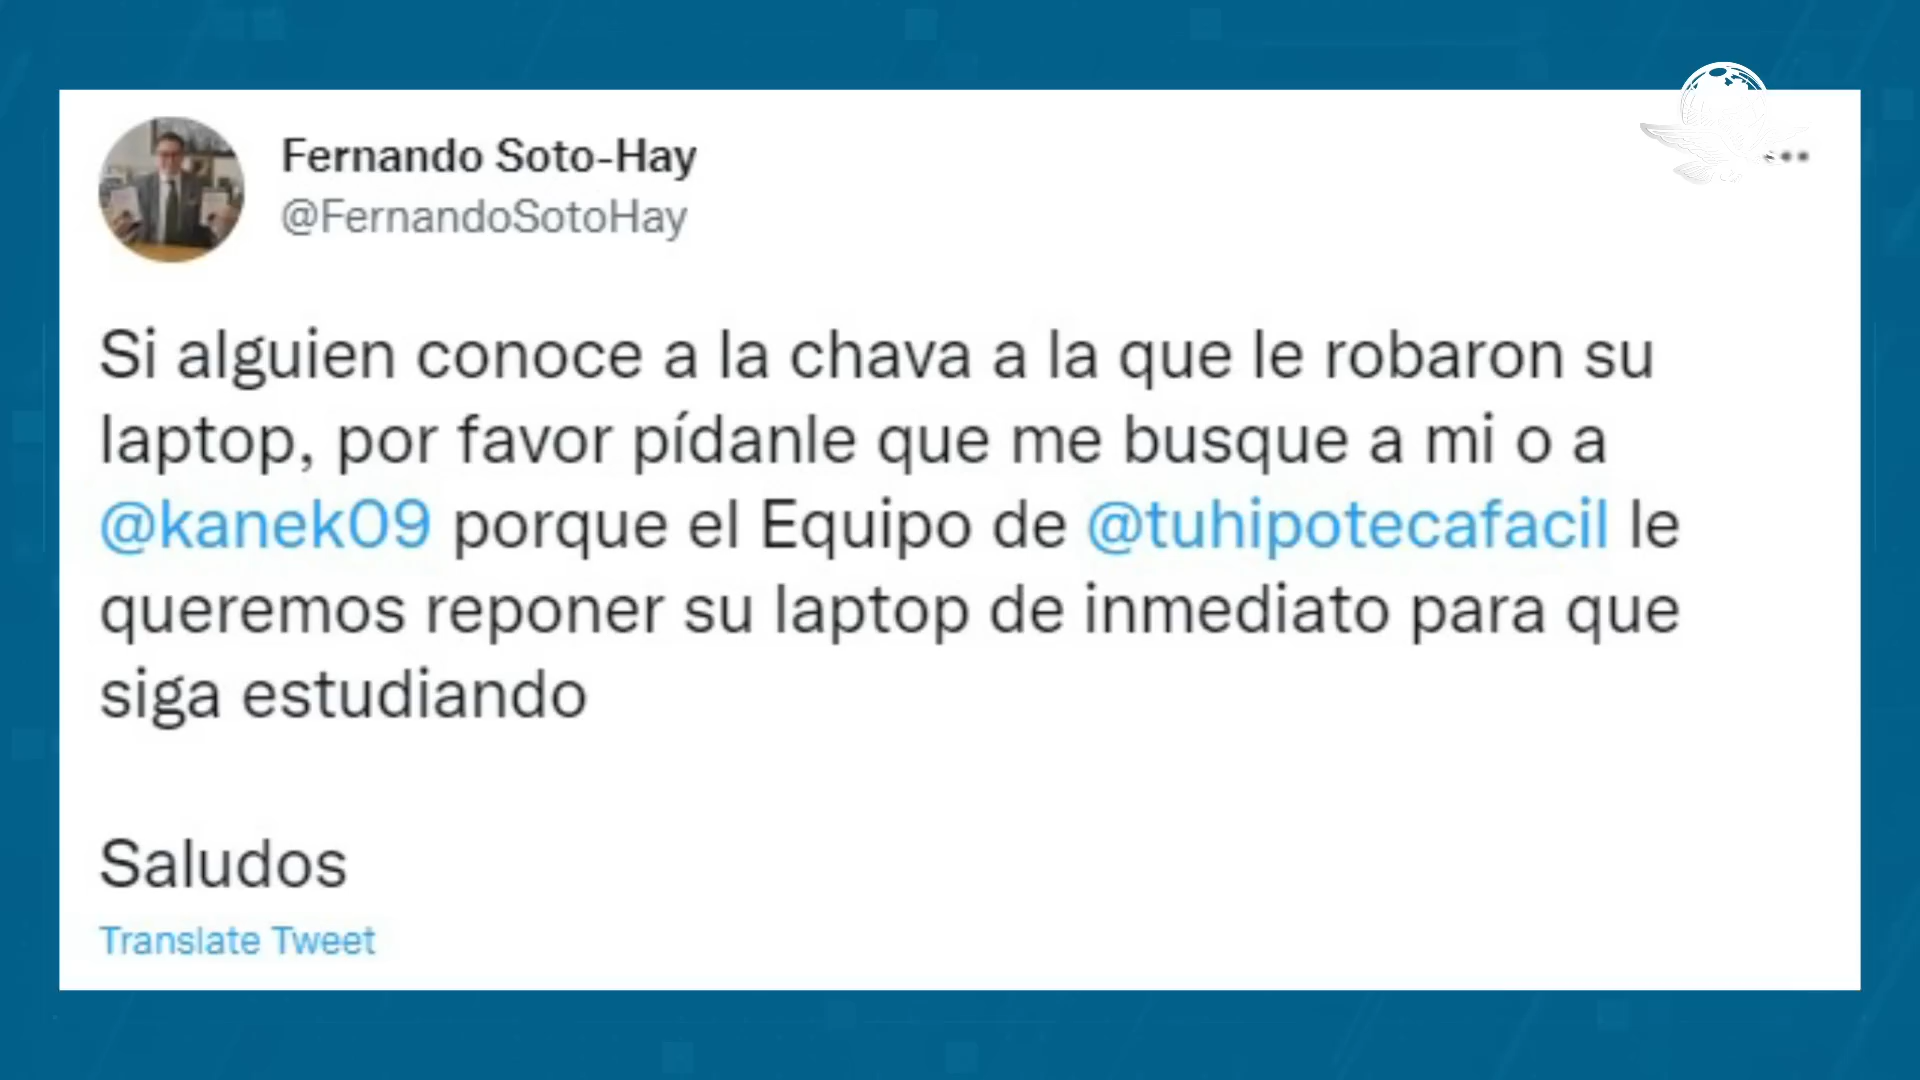 Fernando Soto-Hay
@FernandoSotoHay
Si alguien conoce a la chava a la que le robaron su
laptop, por favor pídanle que me busque a mi o a
@kanek09 porque el Equipo de @tuhipotecafacil le
queremos reponer su laptop de inmediato para que
siga estudiando
Saludos
Translate Tweet